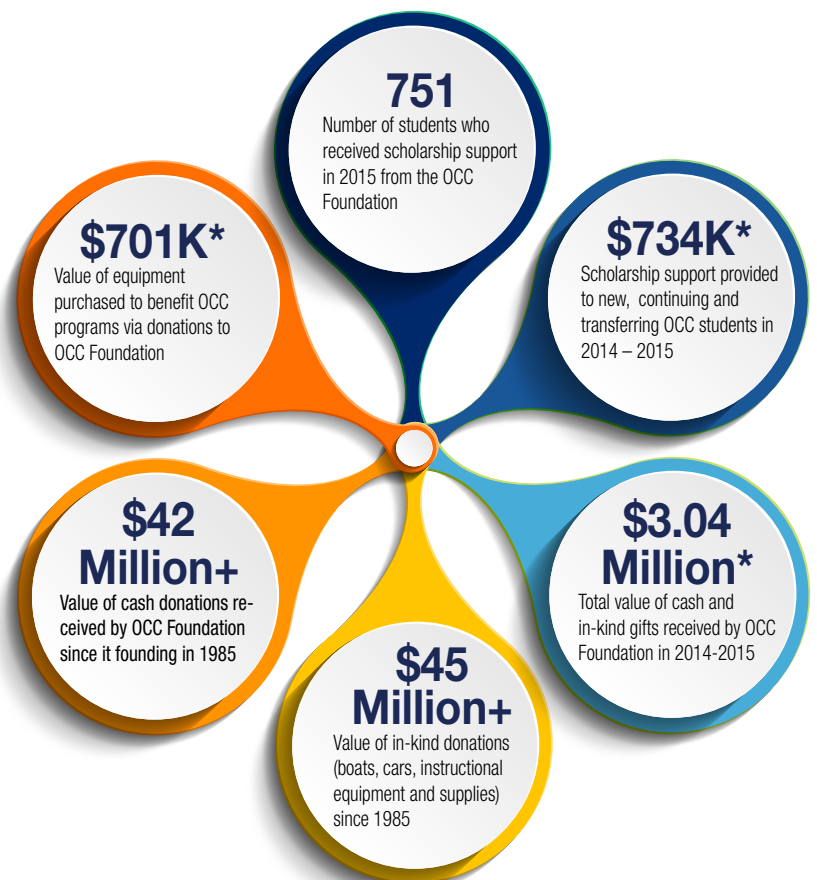 751
Number of students who
received scholarship support
in 2015 from the OCC
Foundation
$734K*
Scholarship support provided
to new, continuing and
transferring OCC students in
2014 – 2015
$3.04
Million*
Total value of cash and
in-kind gifts received by OCC
Foundation in 2014-2015
$45
Million+
Value of in-kind donations
(boats, cars, instructional
equipment and supplies)
since 1985
$42
Million+
Value of cash donations re-
ceived by OCC Foundation
since it founding in 1985
$701K*
Value of equipment
purchased to benefit OCC
programs via donations to
OCC Foundation